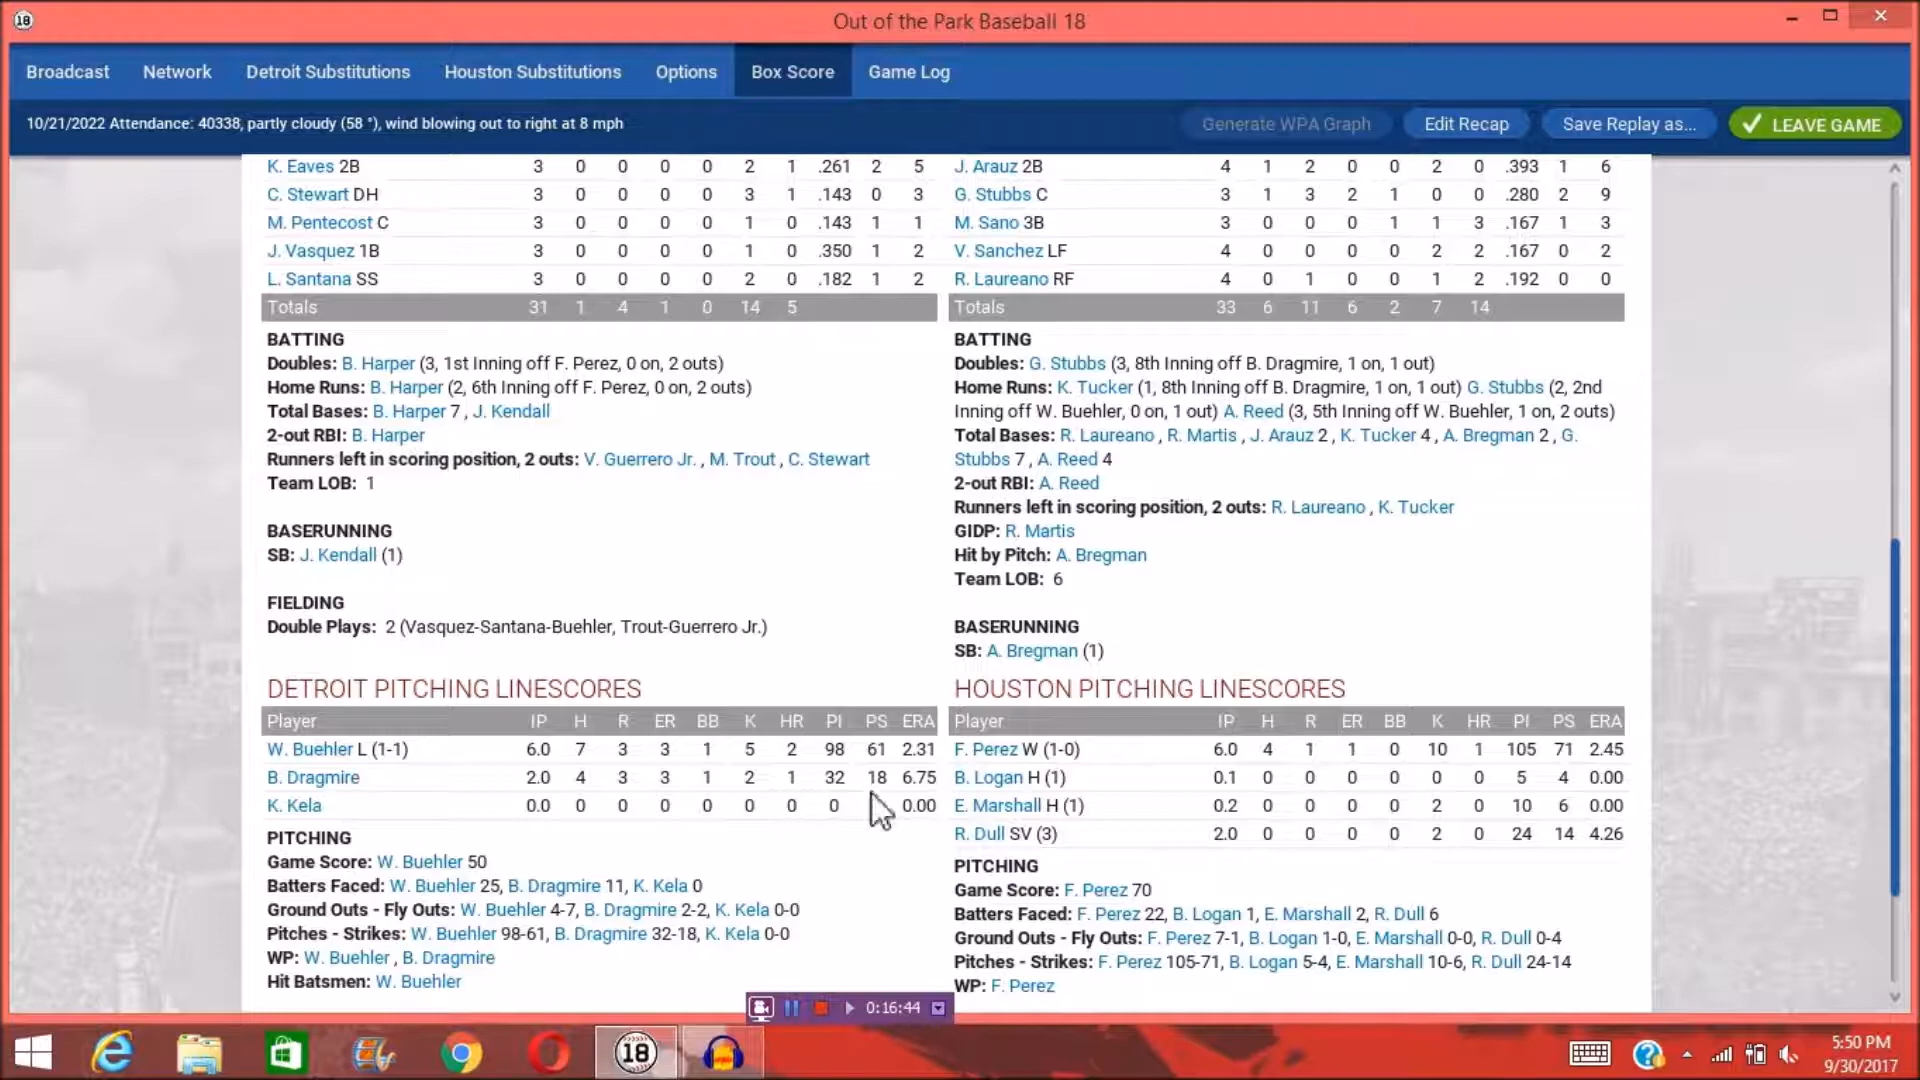 18
Out of the Park Baseball 18
Broadcast Network Detroit Substitutions Houston Substitutions Options Box Score Game Log
10/21/2022 Attendance: 40338, partly cloudy (58 °), wind blowing out to right at 8 mph
Generate WPA Graph Edit Recap Save Replay as... LEAVE GAME
K. Eaves 2B 3 0 0 0 0 2 1 .261 2 5
C. Stewart DH 3 0 0 0 0 3 1 .143 0 3
M. Pentecost C 3 0 0 0 0 1 0 .143 1 1
J. Vasquez 1B 3 0 0 0 0 1 0 .350 1 2
L. Santana SS 3 0 0 0 0 2 0 .182 1 2
Totals 31 1 4 1 0 14 5
BATTING
Doubles: B. Harper (3, 1st Inning off F. Perez, 0 on, 2 outs)
Home Runs: B. Harper (2, 6th Inning off F. Perez, 0 on, 2 outs)
Total Bases: B. Harper 7 , J. Kendall
2-out RBI: B. Harper
Runners left in scoring position, 2 outs: V. Guerrero Jr. , M. Trout , C. Stewart
Team LOB: 1
BASERUNNING
SB: J. Kendall (1)
FIELDING
Double Plays: 2 (Vasquez-Santana-Buehler, Trout-Guerrero Jr.)
DETROIT PITCHING LINESCORES
Player IP H R ER BB K HR PI PS ERA
W. Buehler L (1-1) 6.0 7 3 3 1 5 2 98 61 2.31
B. Dragmire 2.0 4 3 3 1 2 1 32 18 6.75
K. Kela 0.0 0 0 0 0 0 0 0 0.00
PITCHING
Game Score: W. Buehler 50
Batters Faced: W. Buehler 25, B. Dragmire 11, K. Kela 0
Ground Outs - Fly Outs: W. Buehler 4-7, B. Dragmire 2-2, K. Kela 0-0
Pitches - Strikes: W. Buehler 98-61, B. Dragmire 32-18, K. Kela 0-0
WP: W. Buehler , B. Dragmire
Hit Batsmen: W. Buehler
J. Arauz 2B 4 1 2 0 0 2 0 .393 1 6
G. Stubbs C 3 1 3 2 1 0 0 .280 2 9
M. Sano 3B 3 0 0 0 1 1 3 .167 1 3
V. Sanchez LF 4 0 0 0 0 2 2 .167 0 2
R. Laureano RF 4 0 1 0 0 1 2 .192 0 0
Totals 33 6 11 6 2 7 14
BATTING
Doubles: G. Stubbs (3, 8th Inning off B. Dragmire, 1 on, 1 out)
Home Runs: K. Tucker (1, 8th Inning off B. Dragmire, 1 on, 1 out) G. Stubbs (2, 2nd
Inning off W. Buehler, 0 on, 1 out) A. Reed (3, 5th Inning off W. Buehler, 1 on, 2 outs)
Total Bases: R. Laureano , R. Martis , J. Arauz 2 , K. Tucker 4 , A. Bregman 2 , G.
Stubbs 7 , A. Reed 4
2-out RBI: A. Reed
Runners left in scoring position, 2 outs: R. Laureano , K. Tucker
GIDP: R. Martis
Hit by Pitch: A. Bregman
Team LOB: 6
BASERUNNING
SB: A. Bregman (1)
HOUSTON PITCHING LINESCORES
Player IP H R ER BB K HR PI PS ERA
F. Perez W (1-0) 6.0 4 1 1 0 10 1 105 71 2.45
B. Logan H (1) 0.1 0 0 0 0 0 0 5 4 0.00
E. Marshall H (1) 0.2 0 0 0 0 2 0 10 6 0.00
R. Dull SV (3) 2.0 0 0 0 0 2 0 24 14 4.26
PITCHING
Game Score: F. Perez 70
Batters Faced: F. Perez 22, B. Logan 1, E. Marshall 2, R. Dull 6
Ground Outs - Fly Outs: F. Perez 7-1, B. Logan 1-0, E. Marshall 0-0, R. Dull 0-4
Pitches - Strikes: F. Perez 105-71, B. Logan 5-4, E. Marshall 10-6, R. Dull 24-14
WP: F. Perez
0:16:44
18
5:50 PM
9/30/2017